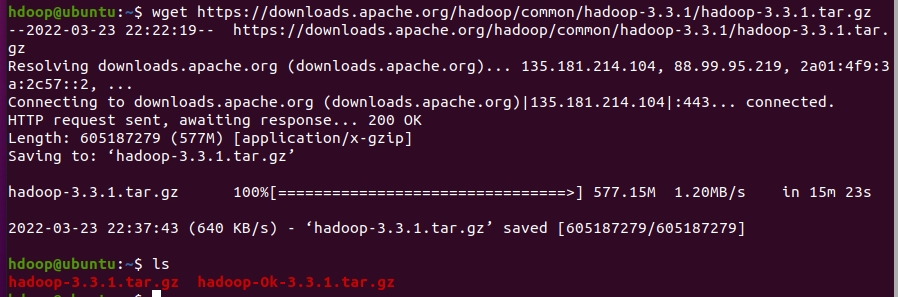 hdoop@ubuntu:~$ wget https://downloads.apache.org/hadoop/common/hadoop-3.3.1/hadoop-3.3.1.tar.gz
--2022-03-23 22:22:19--  https://downloads.apache.org/hadoop/common/hadoop-3.3.1/hadoop-3.3.1.tar.
gz
Resolving downloads.apache.org (downloads.apache.org)... 135.181.214.104, 88.99.95.219, 2a01:4f9:3
a:2c57::2, ...
Connecting to downloads.apache.org (downloads.apache.org)|135.181.214.104|:443... connected.
HTTP request sent, awaiting response... 200 OK
Length: 605187279 (577M) [application/x-gzip]
Saving to: ‘hadoop-3.3.1.tar.gz’
hadoop-3.3.1.tar.gz      100%[================================>] 577.15M  1.20MB/s    in 15m 23s
2022-03-23 22:37:43 (640 KB/s) - ‘hadoop-3.3.1.tar.gz’ saved [605187279/605187279]
hdoop@ubuntu:~$ ls
hadoop-3.3.1.tar.gz  hadoop-Ok-3.3.1.tar.gz
hdoop@ubuntu:~$